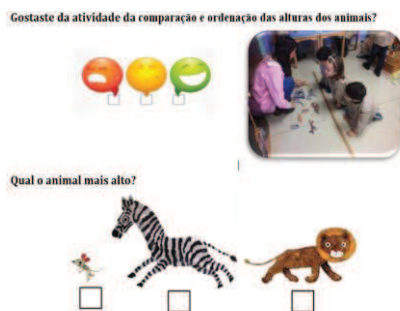 Gostaste da atividade da comparação e ordenação das alturas dos animais?
Qual o animal mais alto?